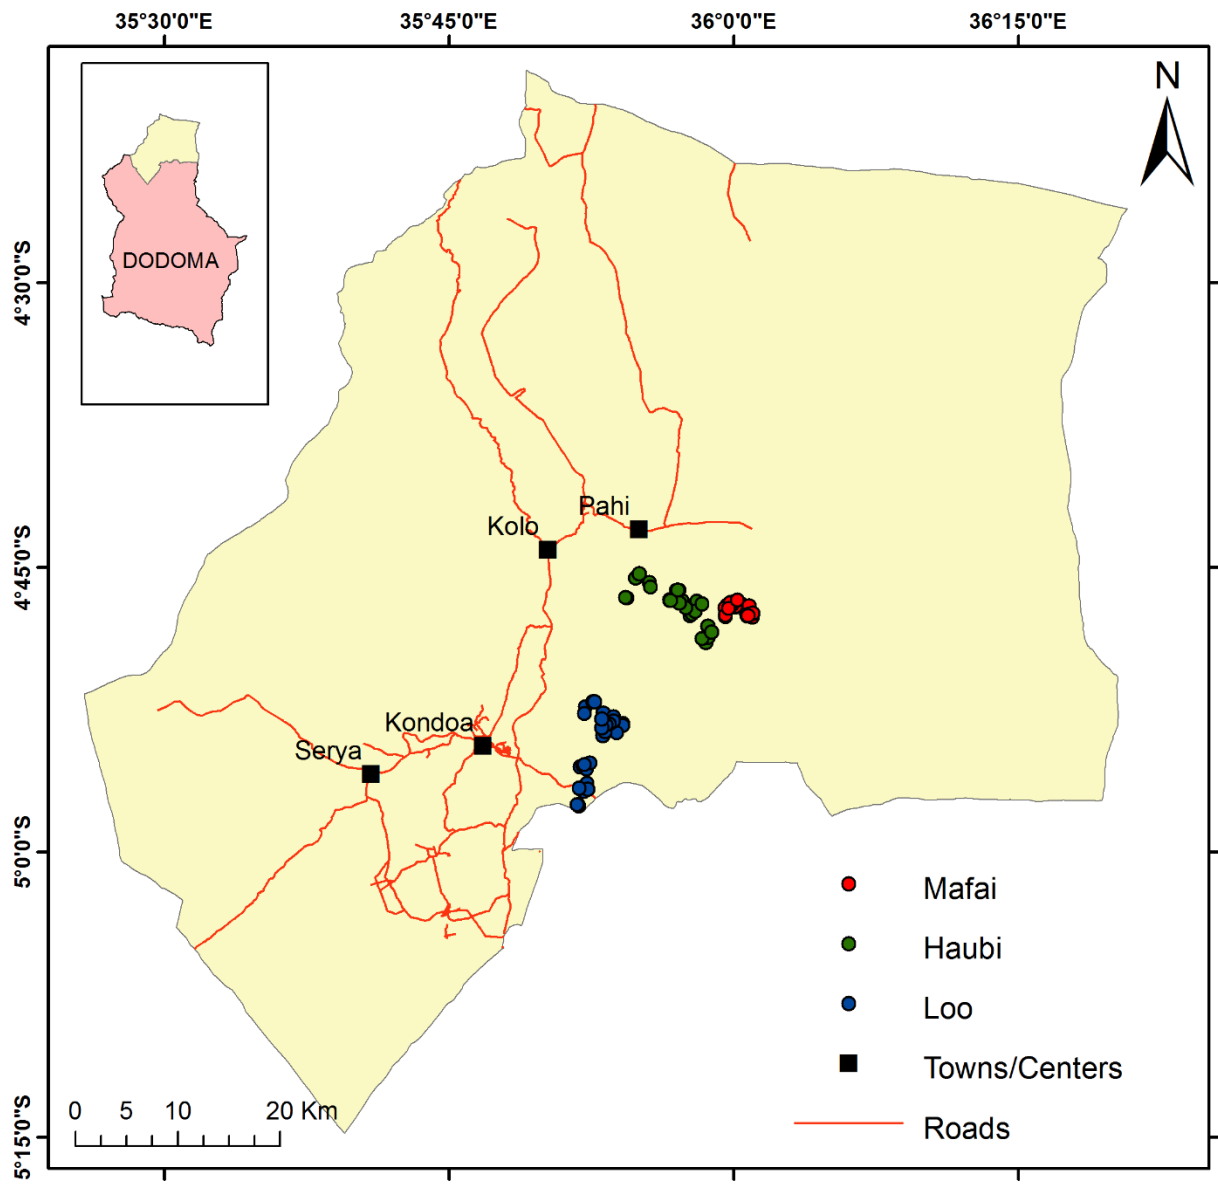 35°30'0"E
35°45'0"E
36°0'0"E
36°15'0"E
N
DODOMA
4°30'0"S
Pahi
Kolo
4°45'0"S
Kondoa
Serya
5°0'0"S
Mafai
Haubi
Loo
Towns/Centers
0 5 10 20 Km
Roads
5°15'0"S